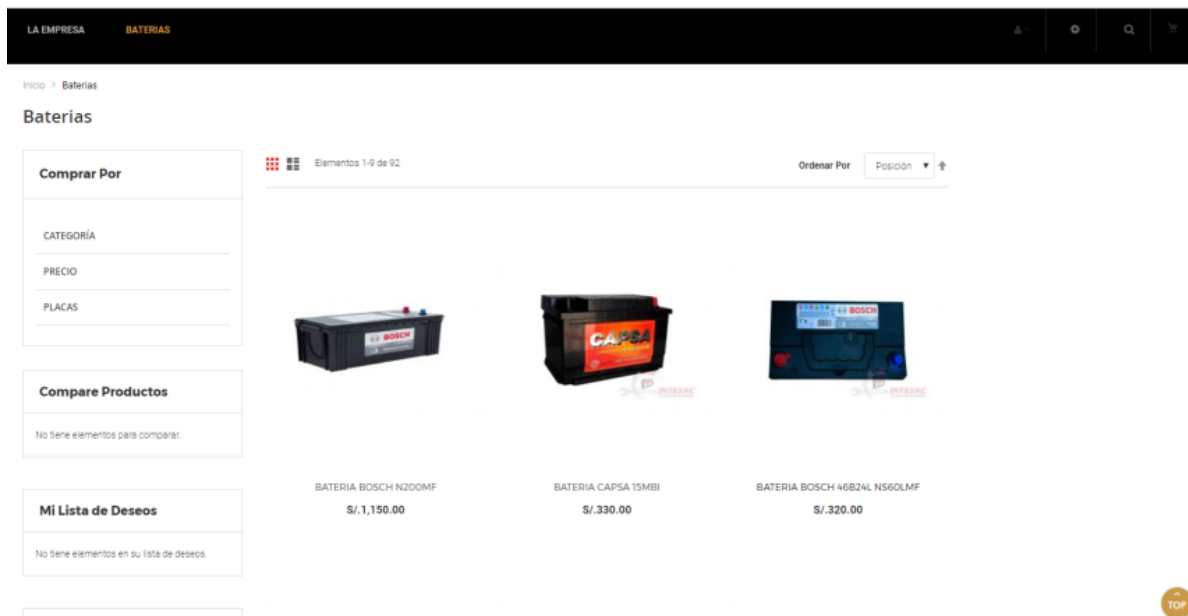 LA EMPRESA BATERIAS
Inicio > Baterias
Baterias
Comprar Por
CATEGORÍA
PRECIO
PLACAS
Compare Productos
No tiene elementos para comparar.
Mi Lista de Deseos
No tiene elementos en su lista de deseos.
Elementos 1-9 de 92
Ordenar Por Posición
BOSCH
CAPSA
DITESAC
BOSCH
DITESAC
BATERIA BOSCH N200MF
S/.1,150.00
BATERIA CAPSA 15MBI
S/.330.00
BATERIA BOSCH 46B24L NS60LMF
S/.320.00
TOP